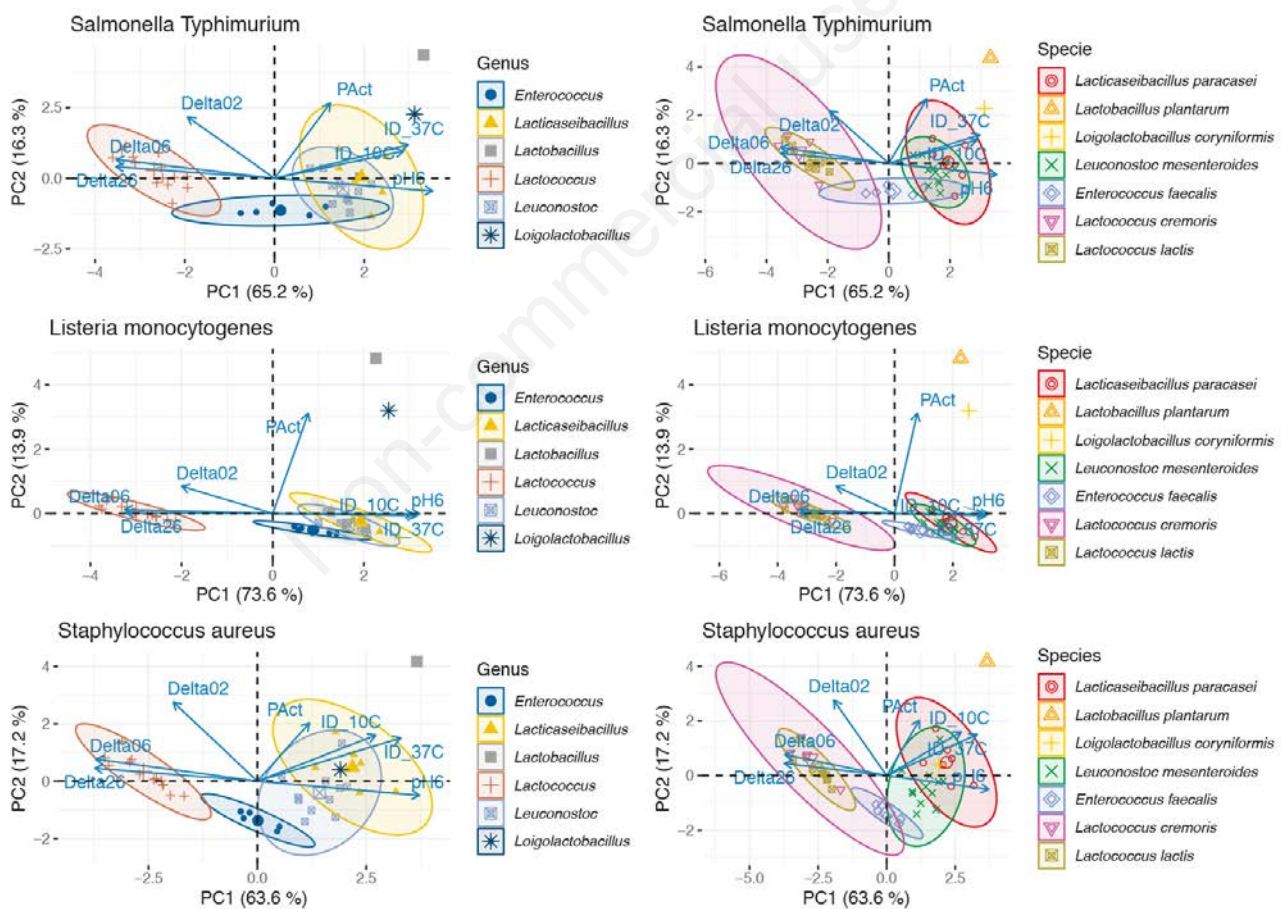 Salmonella Typhimurium
PC2 (16.3 %)
2.5
0.0
−2.5
−4
−2
0
2
PC1 (65.2 %)
Delta02
PAct
Delta06
Delta26
ID_37C
ID_10C
pH6
Genus
Enterococcus
Lacticaseibacillus
Lactobacillus
Lactococcus
Leuconostoc
Loigolactobacillus
Salmonella Typhimurium
PC2 (16.3 %)
4
2
0
−2
−6
−4
−2
0
2
PC1 (65.2 %)
PAct
Delta02
Delta06
Delta26
ID_37C
ID_10C
pH6
Specie
Lacticaseibacillus paracasei
Lactobacillus plantarum
Loigolactobacillus coryniformis
Leuconostoc mesenteroides
Enterococcus faecalis
Lactococcus cremoris
Lactococcus lactis
Listeria monocytogenes
PC2 (13.9 %)
4
2
0
−4
−2
0
2
PC1 (73.6 %)
PAct
Delta02
Delta06
Delta26
ID_10C
pH6
ID_37C
Genus
Enterococcus
Lacticaseibacillus
Lactobacillus
Lactococcus
Leuconostoc
Loigolactobacillus
Listeria monocytogenes
PC2 (13.9 %)
4
2
0
−6
−4
−2
0
2
PC1 (73.6 %)
PAct
Delta02
Delta06
Delta26
ID_10C
pH6
Specie
Lacticaseibacillus paracasei
Lactobacillus plantarum
Loigolactobacillus coryniformis
Leuconostoc mesenteroides
Enterococcus faecalis
Lactococcus cremoris
Lactococcus lactis
Staphylococcus aureus
PC2 (17.2 %)
4
2
0
−2
−2.5
0.0
2.5
PC1 (63.6 %)
Delta02
PAct
ID_10C
Delta06
Delta26
ID_37C
pH6
Genus
Enterococcus
Lacticaseibacillus
Lactobacillus
Lactococcus
Leuconostoc
Loigolactobacillus
Staphylococcus aureus
PC2 (17.2 %)
4
2
0
−2
−5.0
−2.5
0.0
2.5
PC1 (63.6 %)
Delta02
PAct
ID_10C
Delta06
Delta26
ID_37C
pH6
Species
Lacticaseibacillus paracasei
Lactobacillus plantarum
Loigolactobacillus coryniformis
Leuconostoc mesenteroides
Enterococcus faecalis
Lactococcus cremoris
Lactococcus lactis